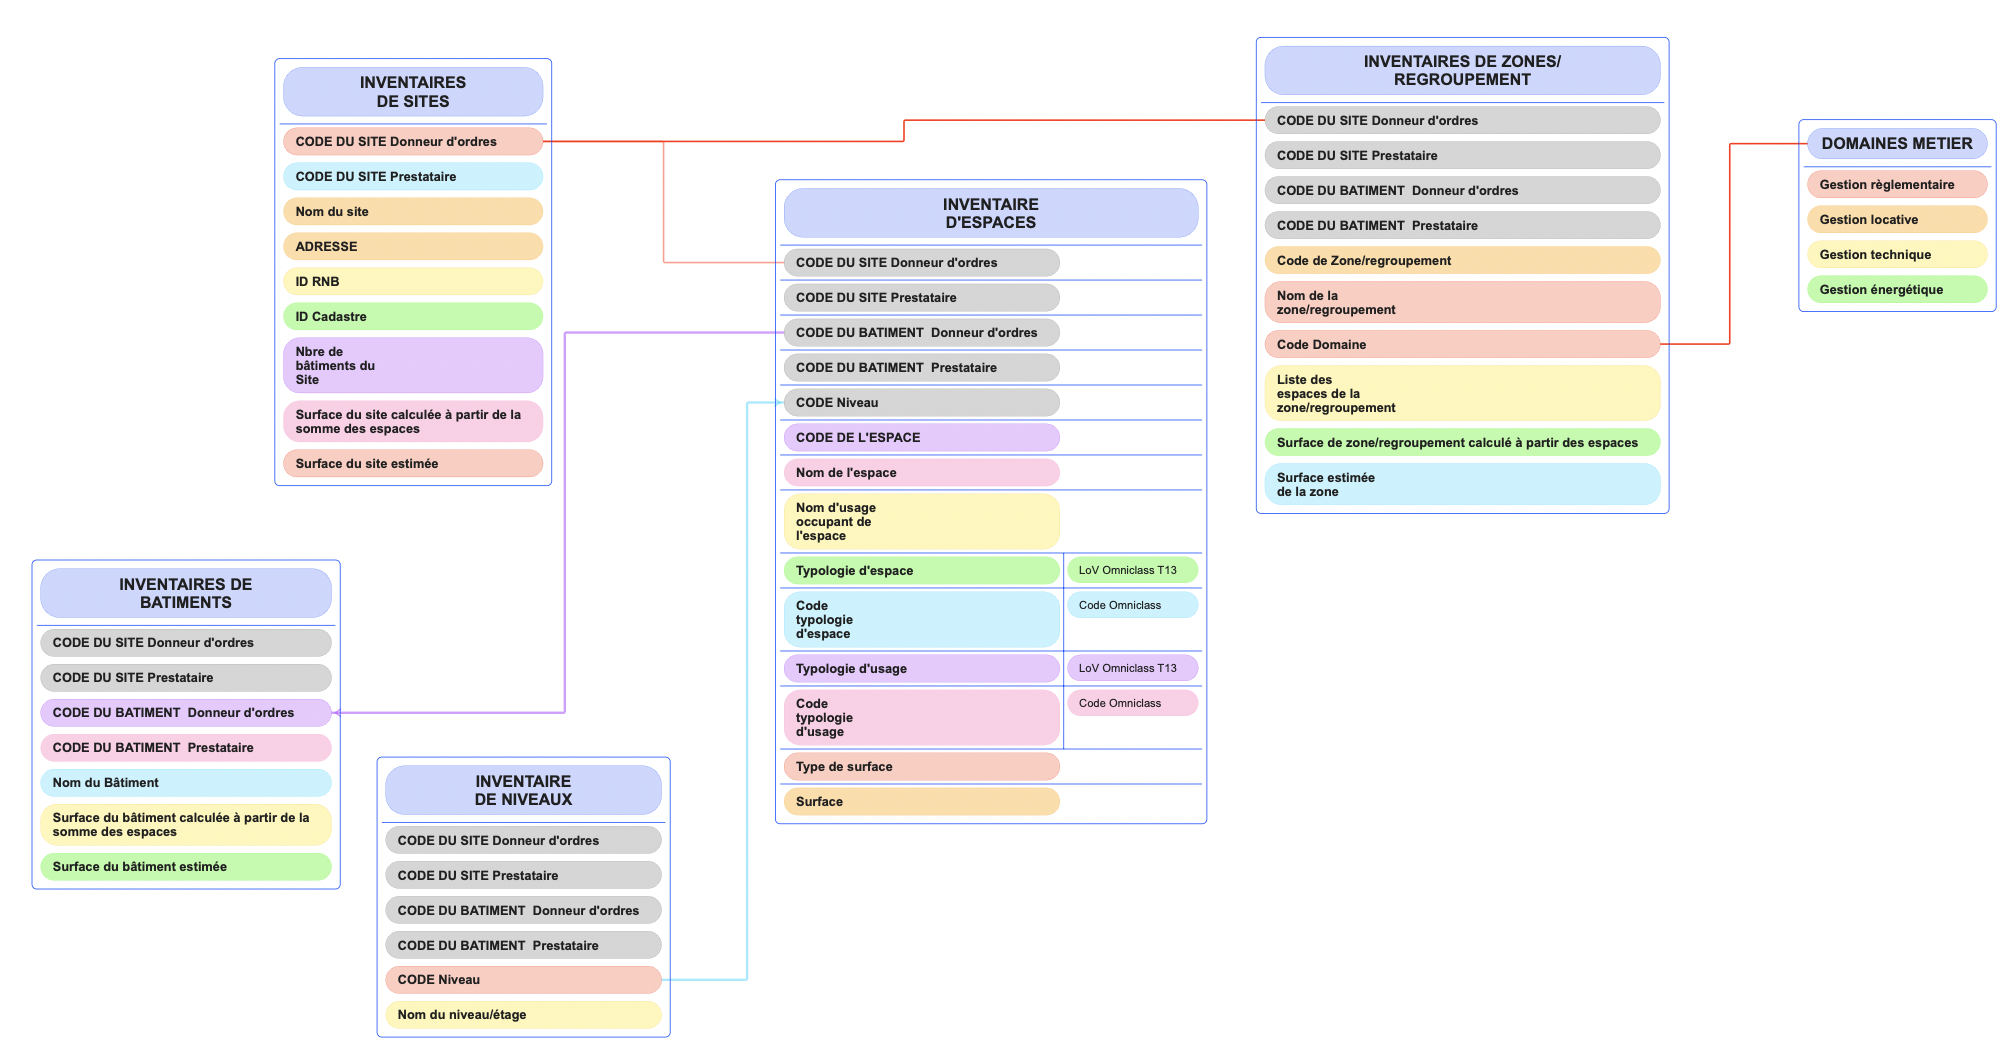 INVENTAIRES
DE SITES
CODE DU SITE Donneur d'ordres
CODE DU SITE Prestataire
Nom du site
ADRESSE
ID RNB
ID Cadastre
Nbre de
bâtiments du
Site
Surface du site calculée à partir de la
somme des espaces
Surface du site estimée
INVENTAIRES DE
BATIMENTS
CODE DU SITE Donneur d'ordres
CODE DU SITE Prestataire
CODE DU BATIMENT  Donneur d'ordres
CODE DU BATIMENT  Prestataire
Nom du Bâtiment
Surface du bâtiment calculée à partir de la
somme des espaces
Surface du bâtiment estimée
INVENTAIRE
DE NIVEAUX
CODE DU SITE Donneur d'ordres
CODE DU SITE Prestataire
CODE DU BATIMENT  Donneur d'ordres
CODE DU BATIMENT  Prestataire
CODE Niveau
Nom du niveau/étage
INVENTAIRE
D'ESPACES
CODE DU SITE Donneur d'ordres
CODE DU SITE Prestataire
CODE DU BATIMENT  Donneur d'ordres
CODE DU BATIMENT  Prestataire
CODE Niveau
CODE DE L'ESPACE
Nom de l'espace
Nom d'usage
occupant de
l'espace
Typologie d'espace
LoV Omniclass T13
Code
typologie
d'espace
Code Omniclass
Typologie d'usage
LoV Omniclass T13
Code
typologie
d'usage
Code Omniclass
Type de surface
Surface
INVENTAIRES DE ZONES/
REGROUPEMENT
CODE DU SITE Donneur d'ordres
CODE DU SITE Prestataire
CODE DU BATIMENT  Donneur d'ordres
CODE DU BATIMENT  Prestataire
Code de Zone/regroupement
Nom de la
zone/regroupement
Code Domaine
Liste des
espaces de la
zone/regroupement
Surface de zone/regroupement calculé à partir des espaces
Surface estimée
de la zone
DOMAINES METIER
Gestion règlementaire
Gestion locative
Gestion technique
Gestion énergétique